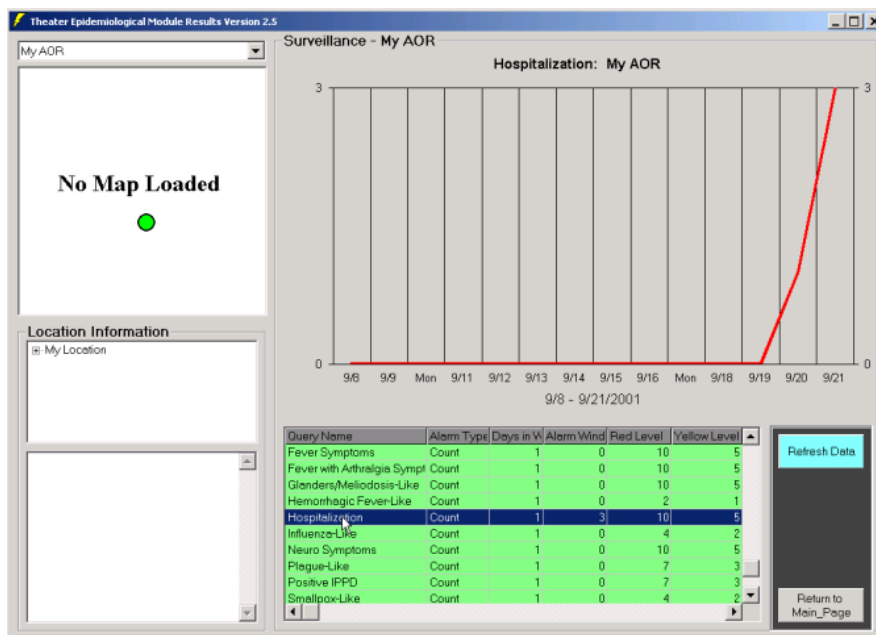 Theater Epidemiological Module Results Version 2.5
My AOR
No Map Loaded
Location Information
My Location
Surveillance - My AOR
Hospitalization: My AOR
3 3
0 0
9/8 9/9 Mon 9/11 9/12 9/13 9/14 9/15 9/16 Mon 9/18 9/19 9/20 9/21
9/8 - 9/21/2001
Query Name Alarm Type Days in W Alarm Wind Red Level Yellow Level
Fever Symptoms Count 1 0 10 5
Fever with Arthralgia Sympt Count 1 0 10 5
Glanders/Meliodosis-Like Count 1 0 10 5
Hemorrhagic Fever-Like Count 1 0 2 1
Hospitalization Count 1 3 10 5
Influenza-Like Count 1 0 4 2
Neuro Symptoms Count 1 0 10 5
Plague-Like Count 1 0 7 3
Positive IPPD Count 1 0 7 3
Smallpox-Like Count 1 0 4 2
Refresh Data
Return to
Main_Page